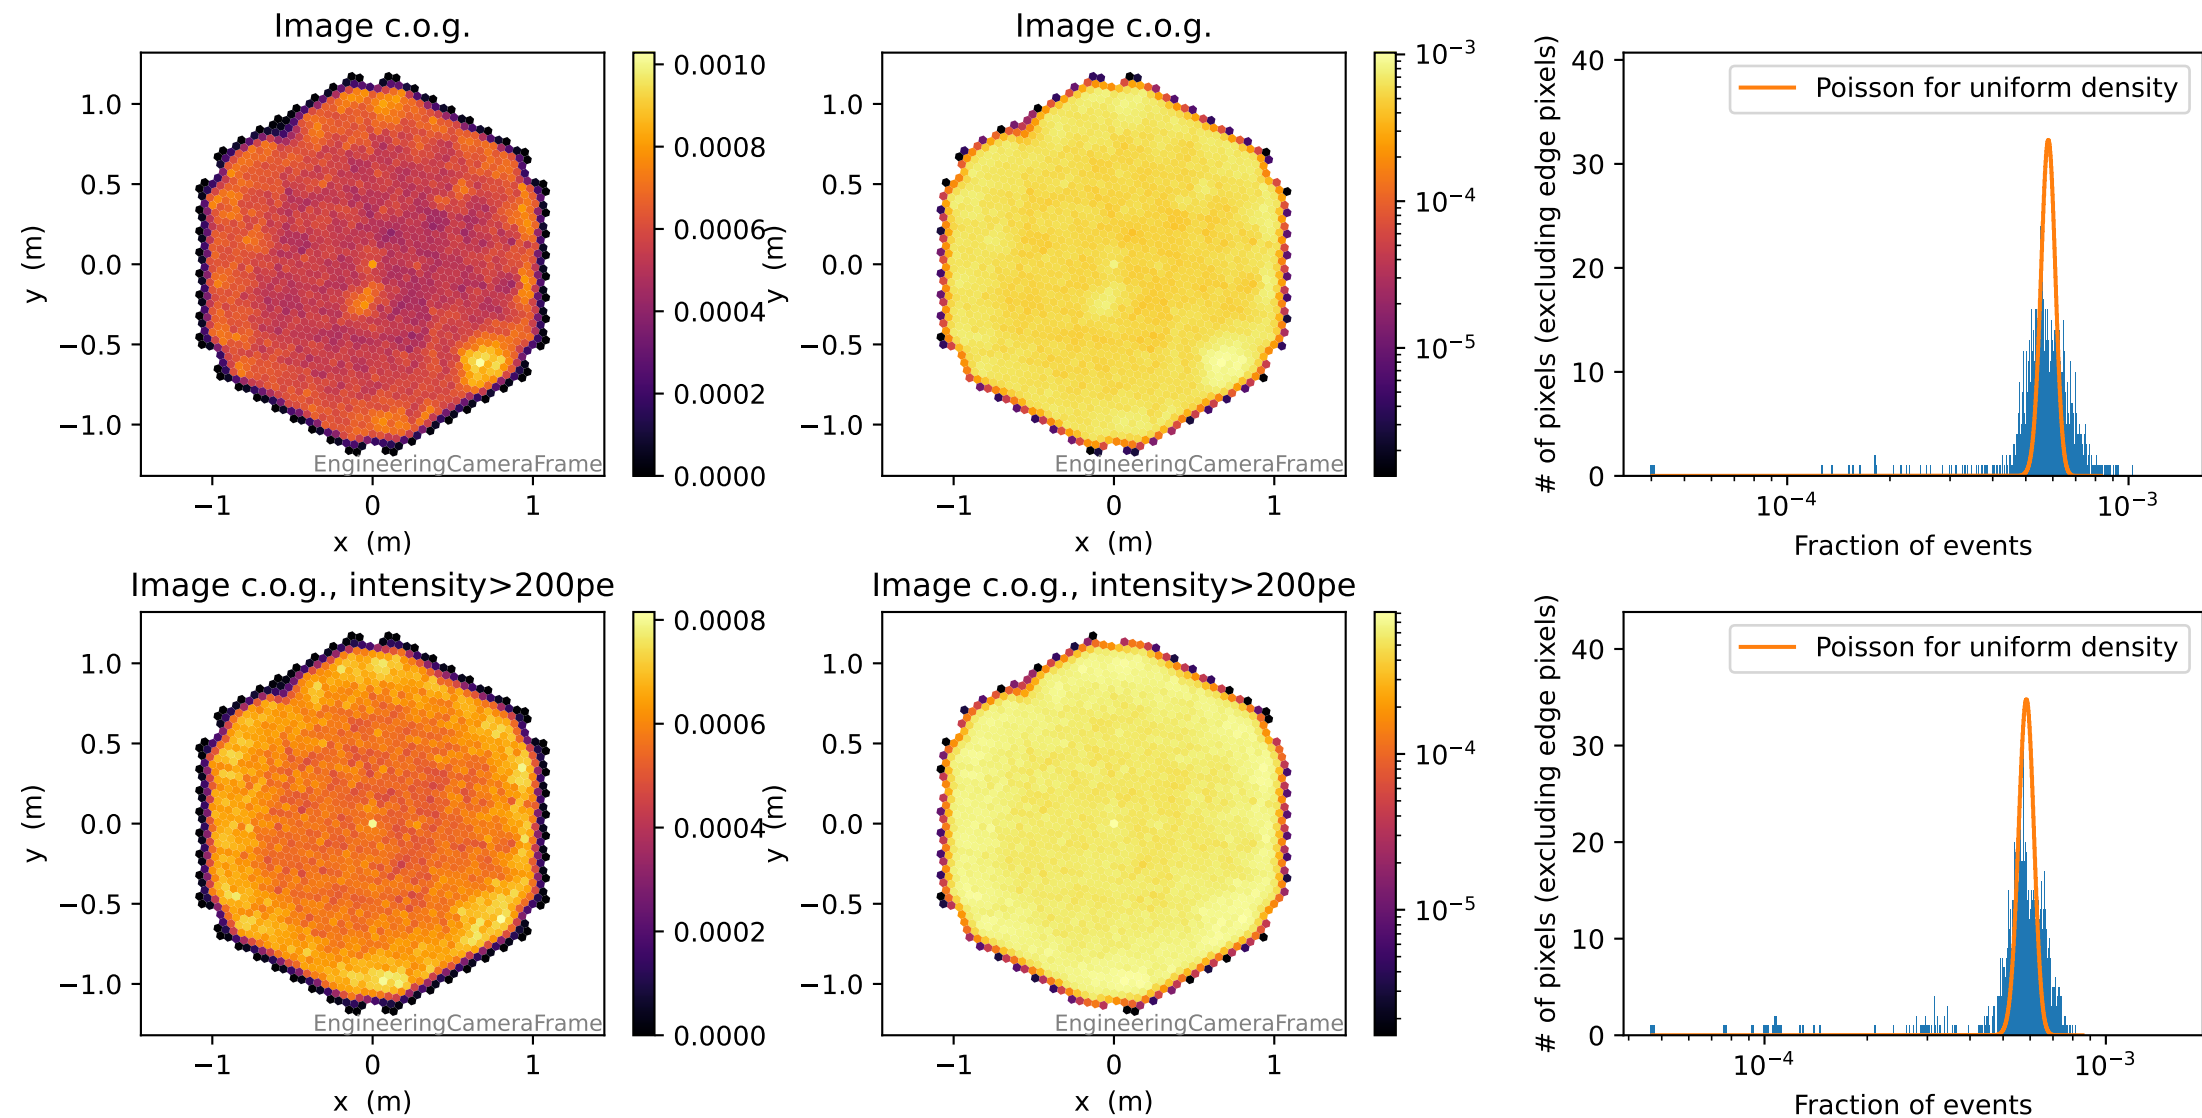 Image c.o.g.
1.0
0.5
0.0
−0.5
−1.0
y (m)
−1
0
1
x (m)
EngineeringCameraFrame
0.0010
0.0008
0.0006
0.0004
0.0002
0.0000
Image c.o.g.
1.0
0.5
0.0
−0.5
−1.0
y (m)
−1
0
1
x (m)
EngineeringCameraFrame
10⁻³
10⁻⁴
10⁻⁵
Poisson for uniform density
40
30
20
10
0
# of pixels (excluding edge pixels)
10⁻⁴
10⁻³
Fraction of events
Image c.o.g., intensity>200pe
1.0
0.5
0.0
−0.5
−1.0
y (m)
−1
0
1
x (m)
EngineeringCameraFrame
0.0008
0.0006
0.0004
0.0002
0.0000
Image c.o.g., intensity>200pe
1.0
0.5
0.0
−0.5
−1.0
y (m)
−1
0
1
x (m)
EngineeringCameraFrame
10⁻⁴
10⁻⁵
Poisson for uniform density
40
30
20
10
0
# of pixels (excluding edge pixels)
10⁻⁴
10⁻³
Fraction of events